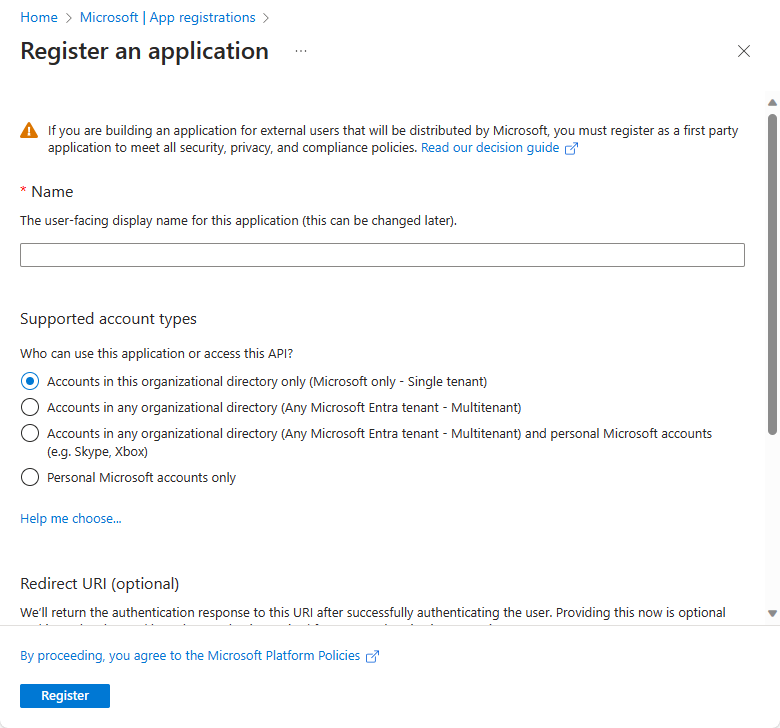 Home > Microsoft | App registrations >
Register an application ...
If you are building an application for external users that will be distributed by Microsoft, you must register as a first party
application to meet all security, privacy, and compliance policies. Read our decision guide
* Name
The user-facing display name for this application (this can be changed later).
Supported account types
Who can use this application or access this API?
Accounts in this organizational directory only (Microsoft only - Single tenant)
Accounts in any organizational directory (Any Microsoft Entra tenant - Multitenant)
Accounts in any organizational directory (Any Microsoft Entra tenant - Multitenant) and personal Microsoft accounts
(e.g. Skype, Xbox)
Personal Microsoft accounts only
Help me choose...
Redirect URI (optional)
We'll return the authentication response to this URI after successfully authenticating the user. Providing this now is optional
By proceeding, you agree to the Microsoft Platform Policies
Register